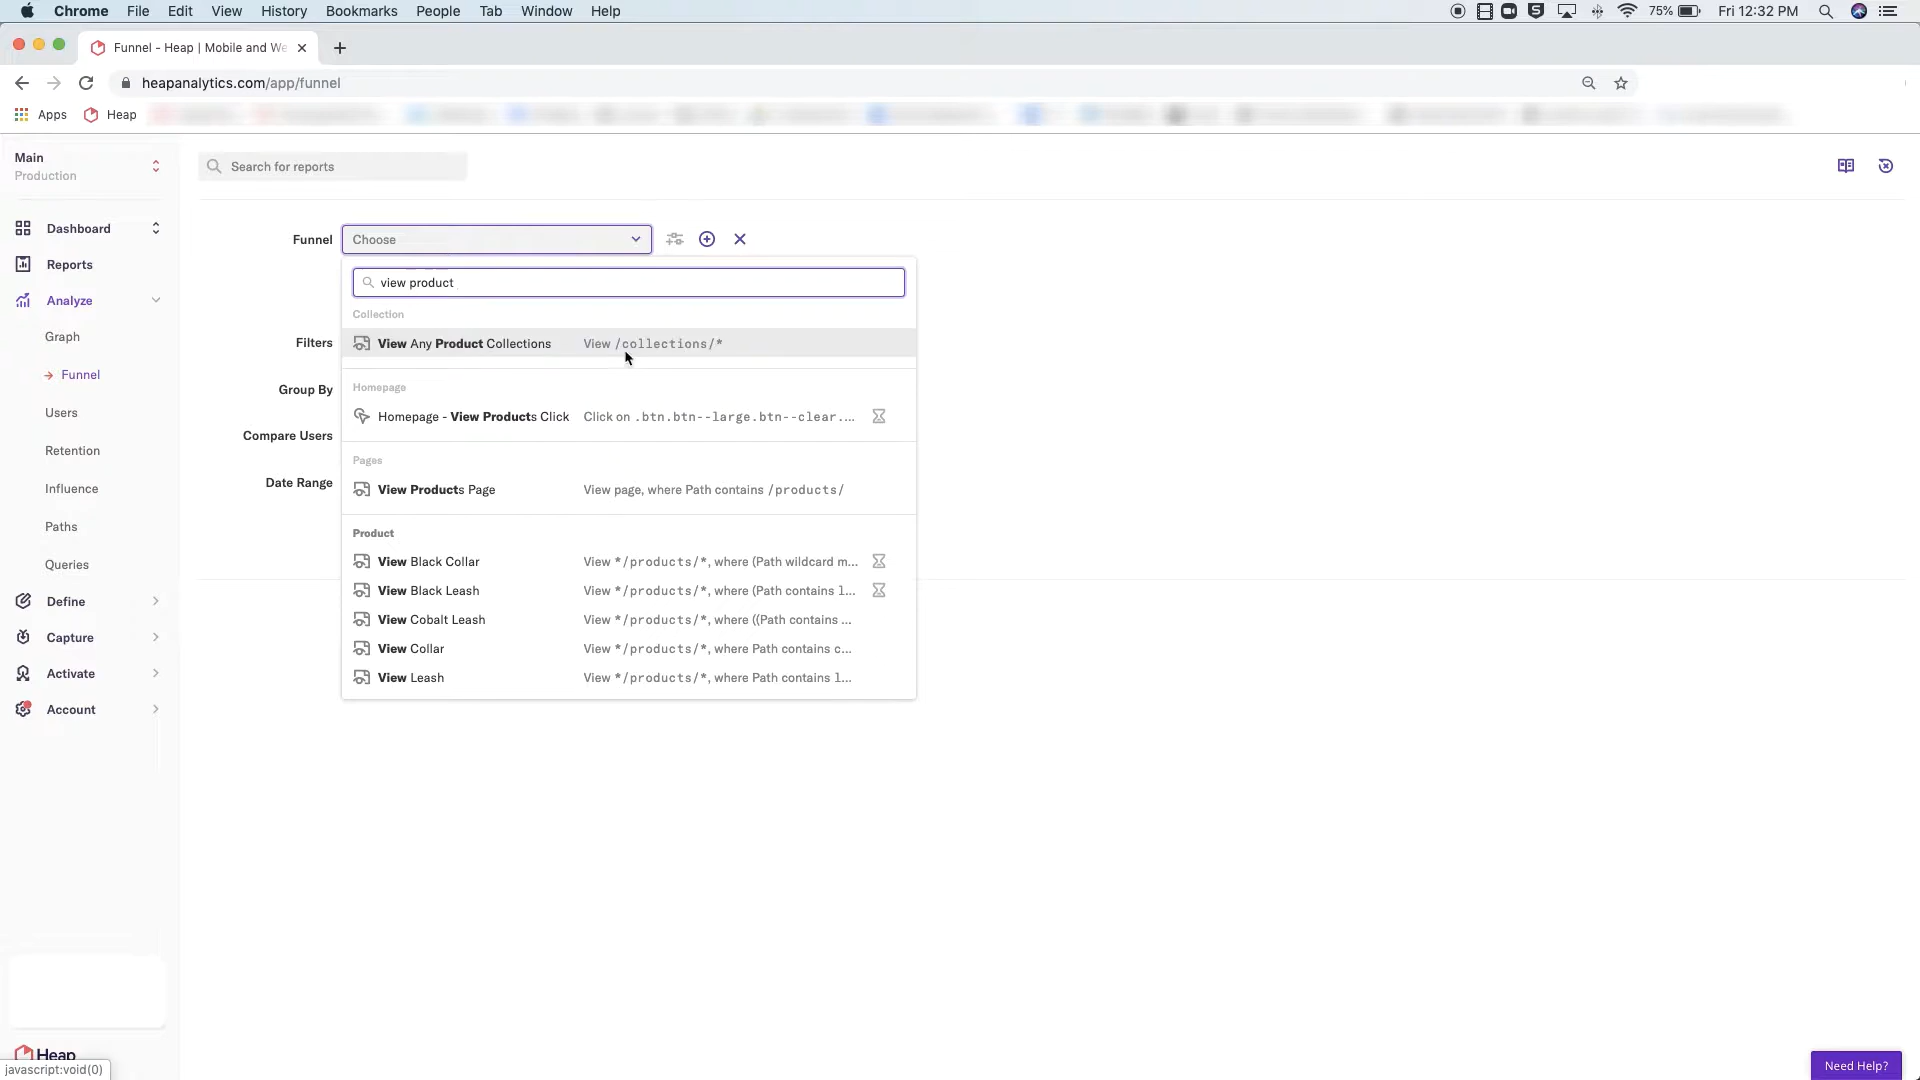 Chrome File Edit View History Bookmarks People Tab Window Help
75% Fri 12:32 PM
Funnel - Heap | Mobile and We
heapanalytics.com/app/funnel
Apps Heap
Main
Production
Search for reports
Dashboard
Reports
Analyze
Graph
Funnel
Users
Retention
Influence
Paths
Queries
Define
Capture
Activate
Account
Funnel Choose
Filters
Group By
Compare Users
Date Range
view product
Collection
View Any Product Collections View /collections/*
Homepage
Homepage - View Products Click Click on .btn.btn--large.btn--clear....
Pages
View Products Page View page, where Path contains /products/
Product
View Black Collar View */products/*, where (Path wildcard m...
View Black Leash View */products/*, where (Path contains l...
View Cobalt Leash View */products/*, where ((Path contains ...
View Collar View */products/*, where Path contains c...
View Leash View */products/*, where Path contains l...
Heap
javascript:void(0)
Need Help?